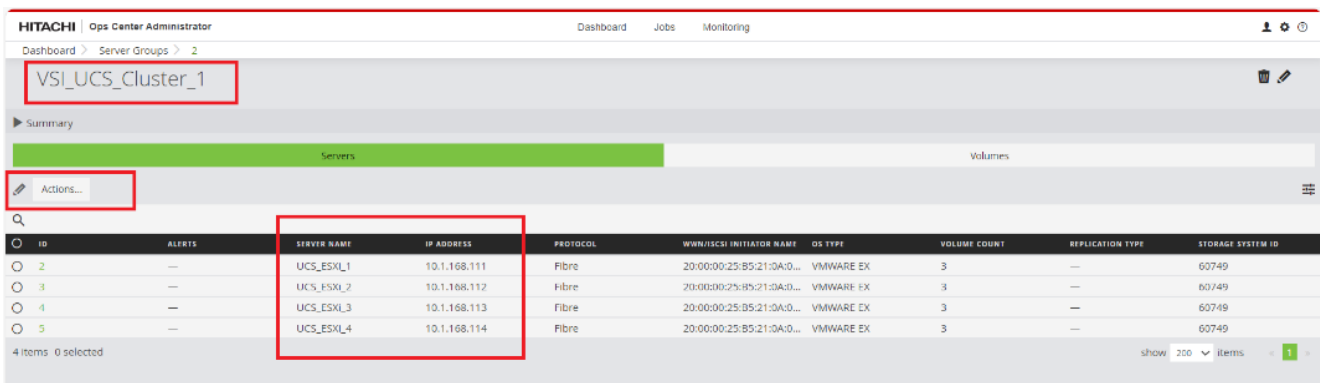 HITACHI Ops Center Administrator Dashboard Jobs Monitoring
Dashboard > Server Groups > 2
VSI_UCS_Cluster_1
Summary
Servers Volumes
Actions...
ID ALERTS SERVER NAME IP ADDRESS PROTOCOL WWN/ISCSI INITIATOR NAME OS TYPE VOLUME COUNT REPLICATION TYPE STORAGE SYSTEM ID
2 — UCS_ESXi_1 10.1.168.111 Fibre 20:00:00:25:B5:21:0A:0... VMWARE EX 3 — 60749
3 — UCS_ESXi_2 10.1.168.112 Fibre 20:00:00:25:B5:21:0A:0... VMWARE EX 3 — 60749
4 — UCS_ESXi_3 10.1.168.113 Fibre 20:00:00:25:B5:21:0A:0... VMWARE EX 3 — 60749
5 — UCS_ESXi_4 10.1.168.114 Fibre 20:00:00:25:B5:21:0A:0... VMWARE EX 3 — 60749
4 items 0 selected show 200 items « 1 »